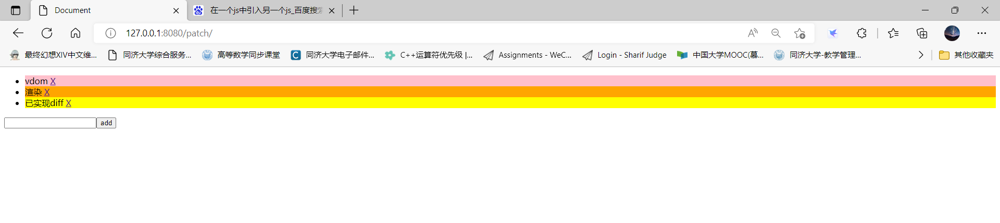 Document
在一个js中引入另一个js_百度搜索
127.0.0.1:8080/patch/
最终幻想XIV中文维... 同济大学综合服务... 高等数学同步课堂 同济大学电子邮件... C++运算符优先级 |... Assignments - WeC... Login - Sharif Judge 中国大学MOOC(慕... 同济大学-教学管理... 其他收藏夹
vdom X
渲染 X
已实现diff X
add